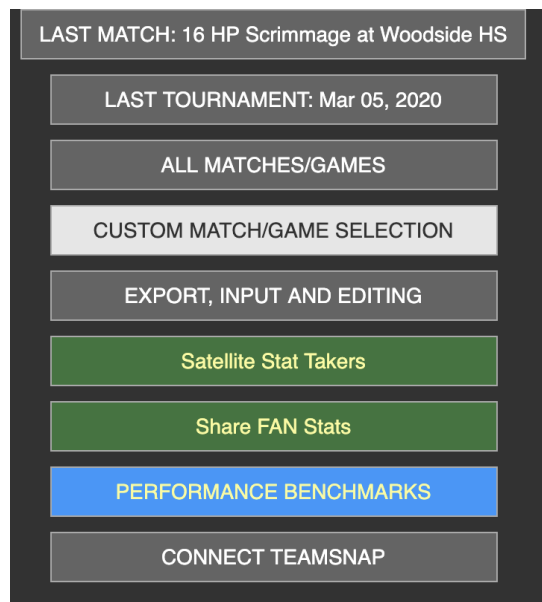 LAST MATCH: 16 HP Scrimmage at Woodside HS
LAST TOURNAMENT: Mar 05, 2020
ALL MATCHES/GAMES
CUSTOM MATCH/GAME SELECTION
EXPORT, INPUT AND EDITING
Satellite Stat Takers
Share FAN Stats
PERFORMANCE BENCHMARKS
CONNECT TEAMSNAP